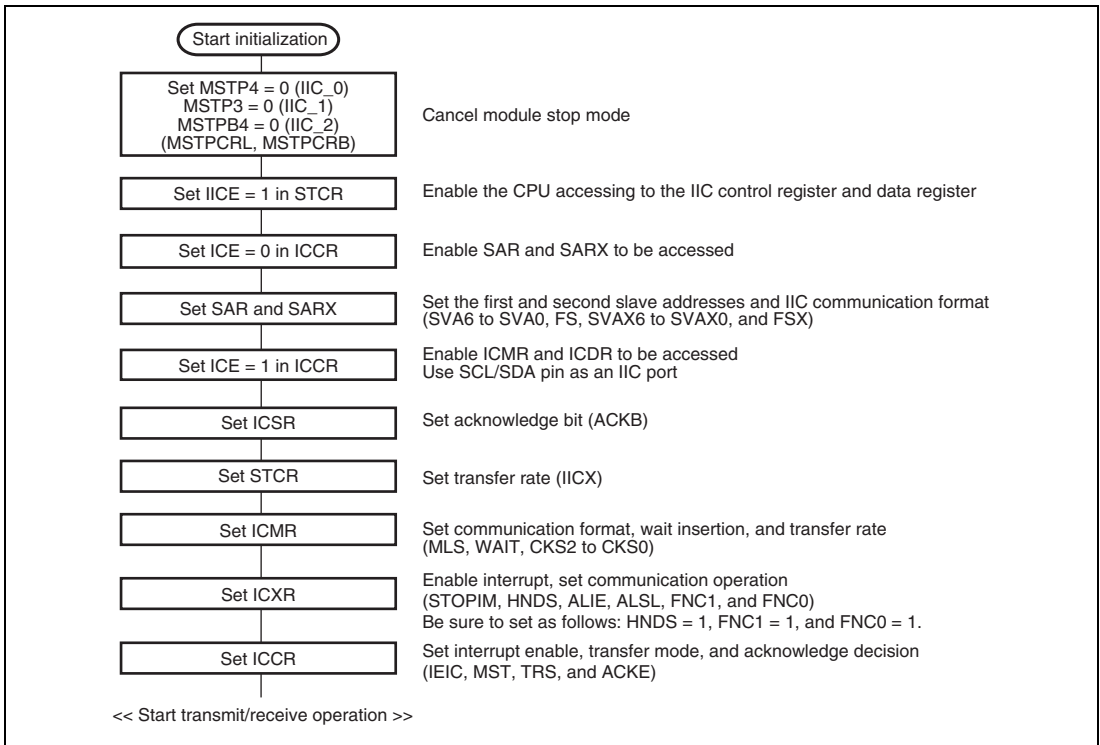 Start initialization
Set MSTP4 = 0 (IIC_0)
MSTP3 = 0 (IIC_1)
MSTPB4 = 0 (IIC_2)
(MSTPCRL, MSTPCRB)
Cancel module stop mode
Set IICE = 1 in STCR
Enable the CPU accessing to the IIC control register and data register
Set ICE = 0 in ICCR
Enable SAR and SARX to be accessed
Set SAR and SARX
Set the first and second slave addresses and IIC communication format
(SVA6 to SVA0, FS, SVAX6 to SVAX0, and FSX)
Set ICE = 1 in ICCR
Enable ICMR and ICDR to be accessed
Use SCL/SDA pin as an IIC port
Set ICSR
Set acknowledge bit (ACKB)
Set STCR
Set transfer rate (IICX)
Set ICMR
Set communication format, wait insertion, and transfer rate
(MLS, WAIT, CKS2 to CKS0)
Set ICXR
Enable interrupt, set communication operation
(STOPIM, HNDS, ALIE, ALSL, FNC1, and FNC0)
Be sure to set as follows: HNDS = 1, FNC1 = 1, and FNC0 = 1.
Set ICCR
Set interrupt enable, transfer mode, and acknowledge decision
(IEIC, MST, TRS, and ACKE)
<< Start transmit/receive operation >>